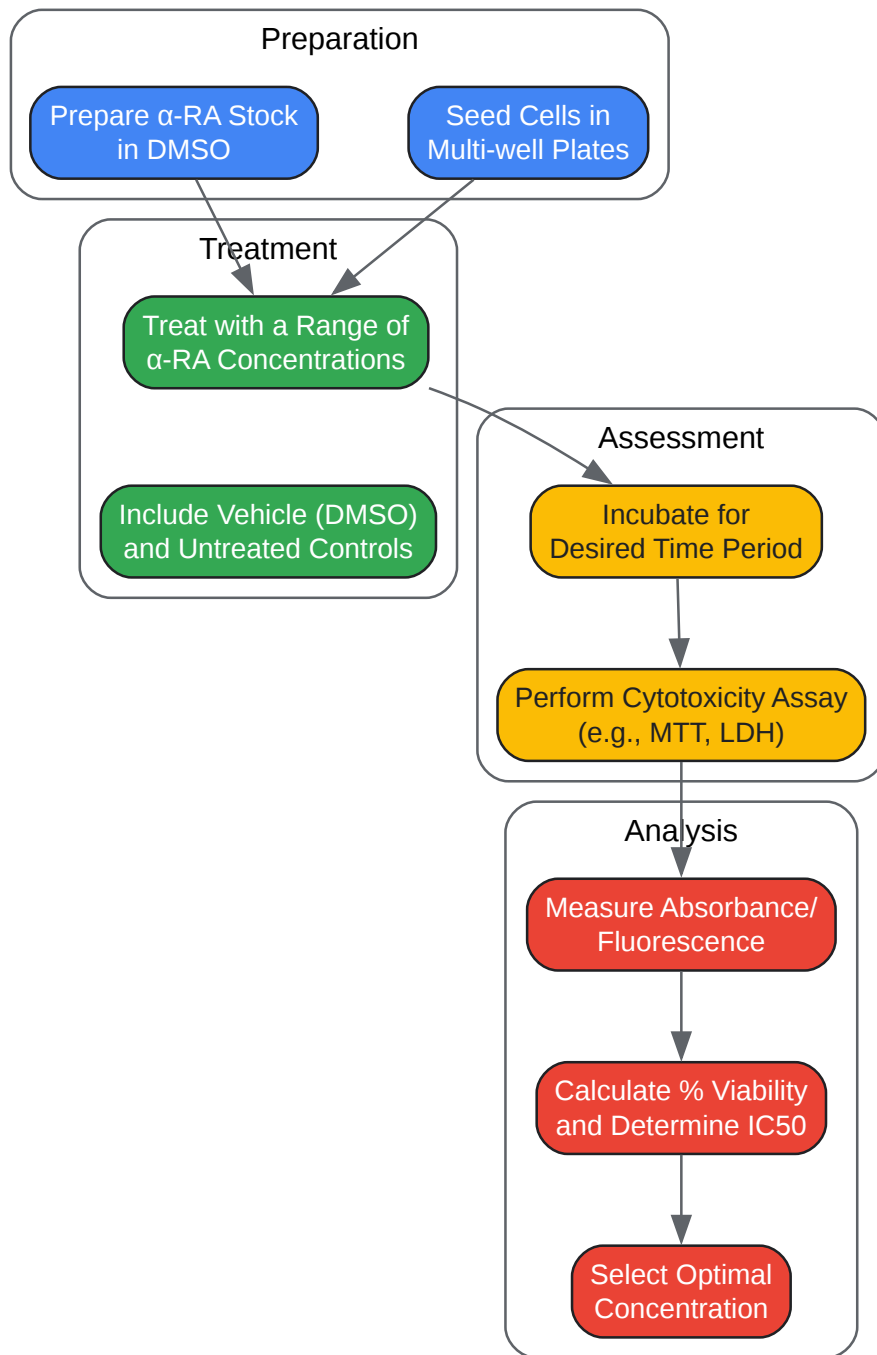 Preparation
Prepare α-RA Stock
in DMSO
Seed Cells in
Multi-well Plates
Treatment
Treat with a Range of
α-RA Concentrations
Include Vehicle (DMSO)
and Untreated Controls
Assessment
Incubate for
Desired Time Period
Perform Cytotoxicity Assay
(e.g., MTT, LDH)
Analysis
Measure Absorbance/
Fluorescence
Calculate % Viability
and Determine IC50
Select Optimal
Concentration